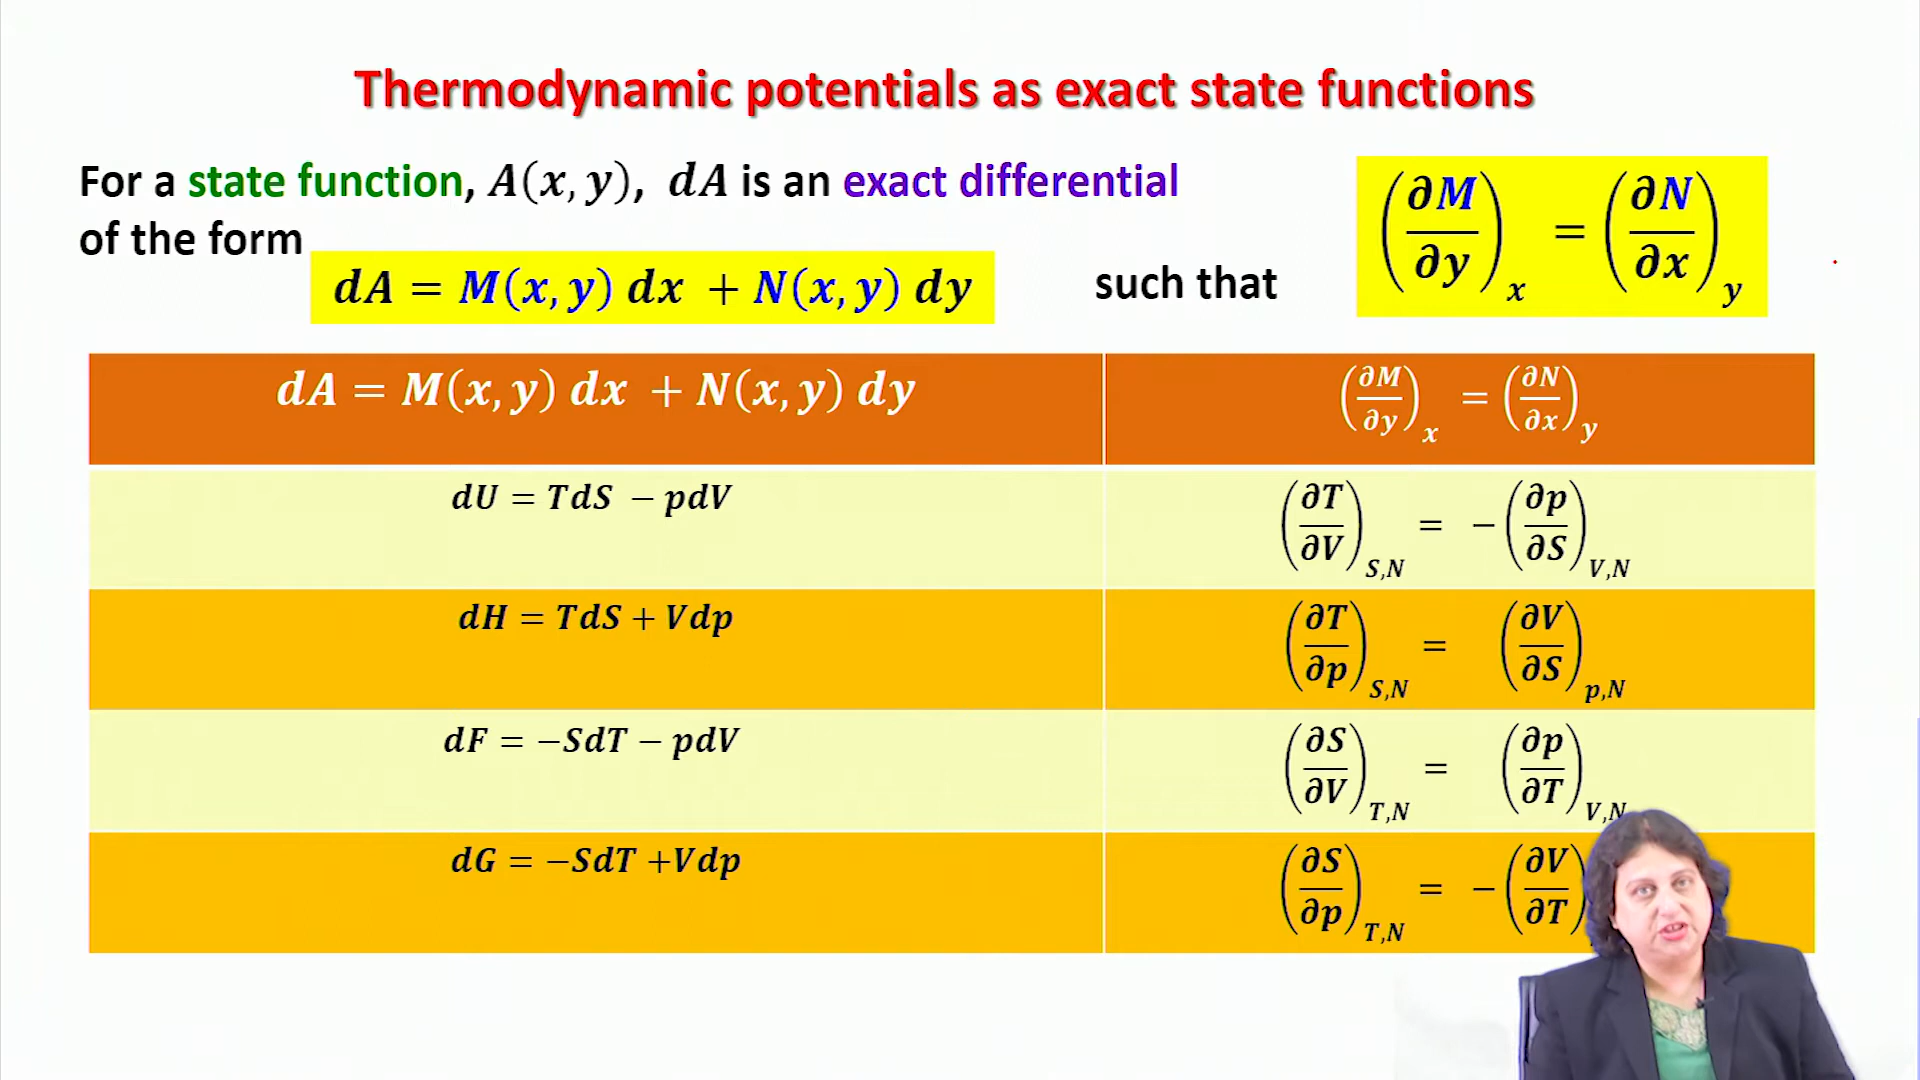 Thermodynamic potentials as exact state functions
For a state function, A(x, y), dA is an exact differential
of the form
dA = M(x, y) dx + N(x, y) dy
such that
(∂M/∂y)_x = (∂N/∂x)_y
dA = M(x, y) dx + N(x, y) dy (∂M/∂y)_x = (∂N/∂x)_y
dU = TdS − pdV (∂T/∂V)_S,N = −(∂p/∂S)_V,N
dH = TdS + Vdp (∂T/∂p)_S,N = (∂V/∂S)_p,N
dF = −SdT − pdV (∂S/∂V)_T,N = (∂p/∂T)_V,N
dG = −SdT +Vdp (∂S/∂p)_T,N = −(∂V/∂T)